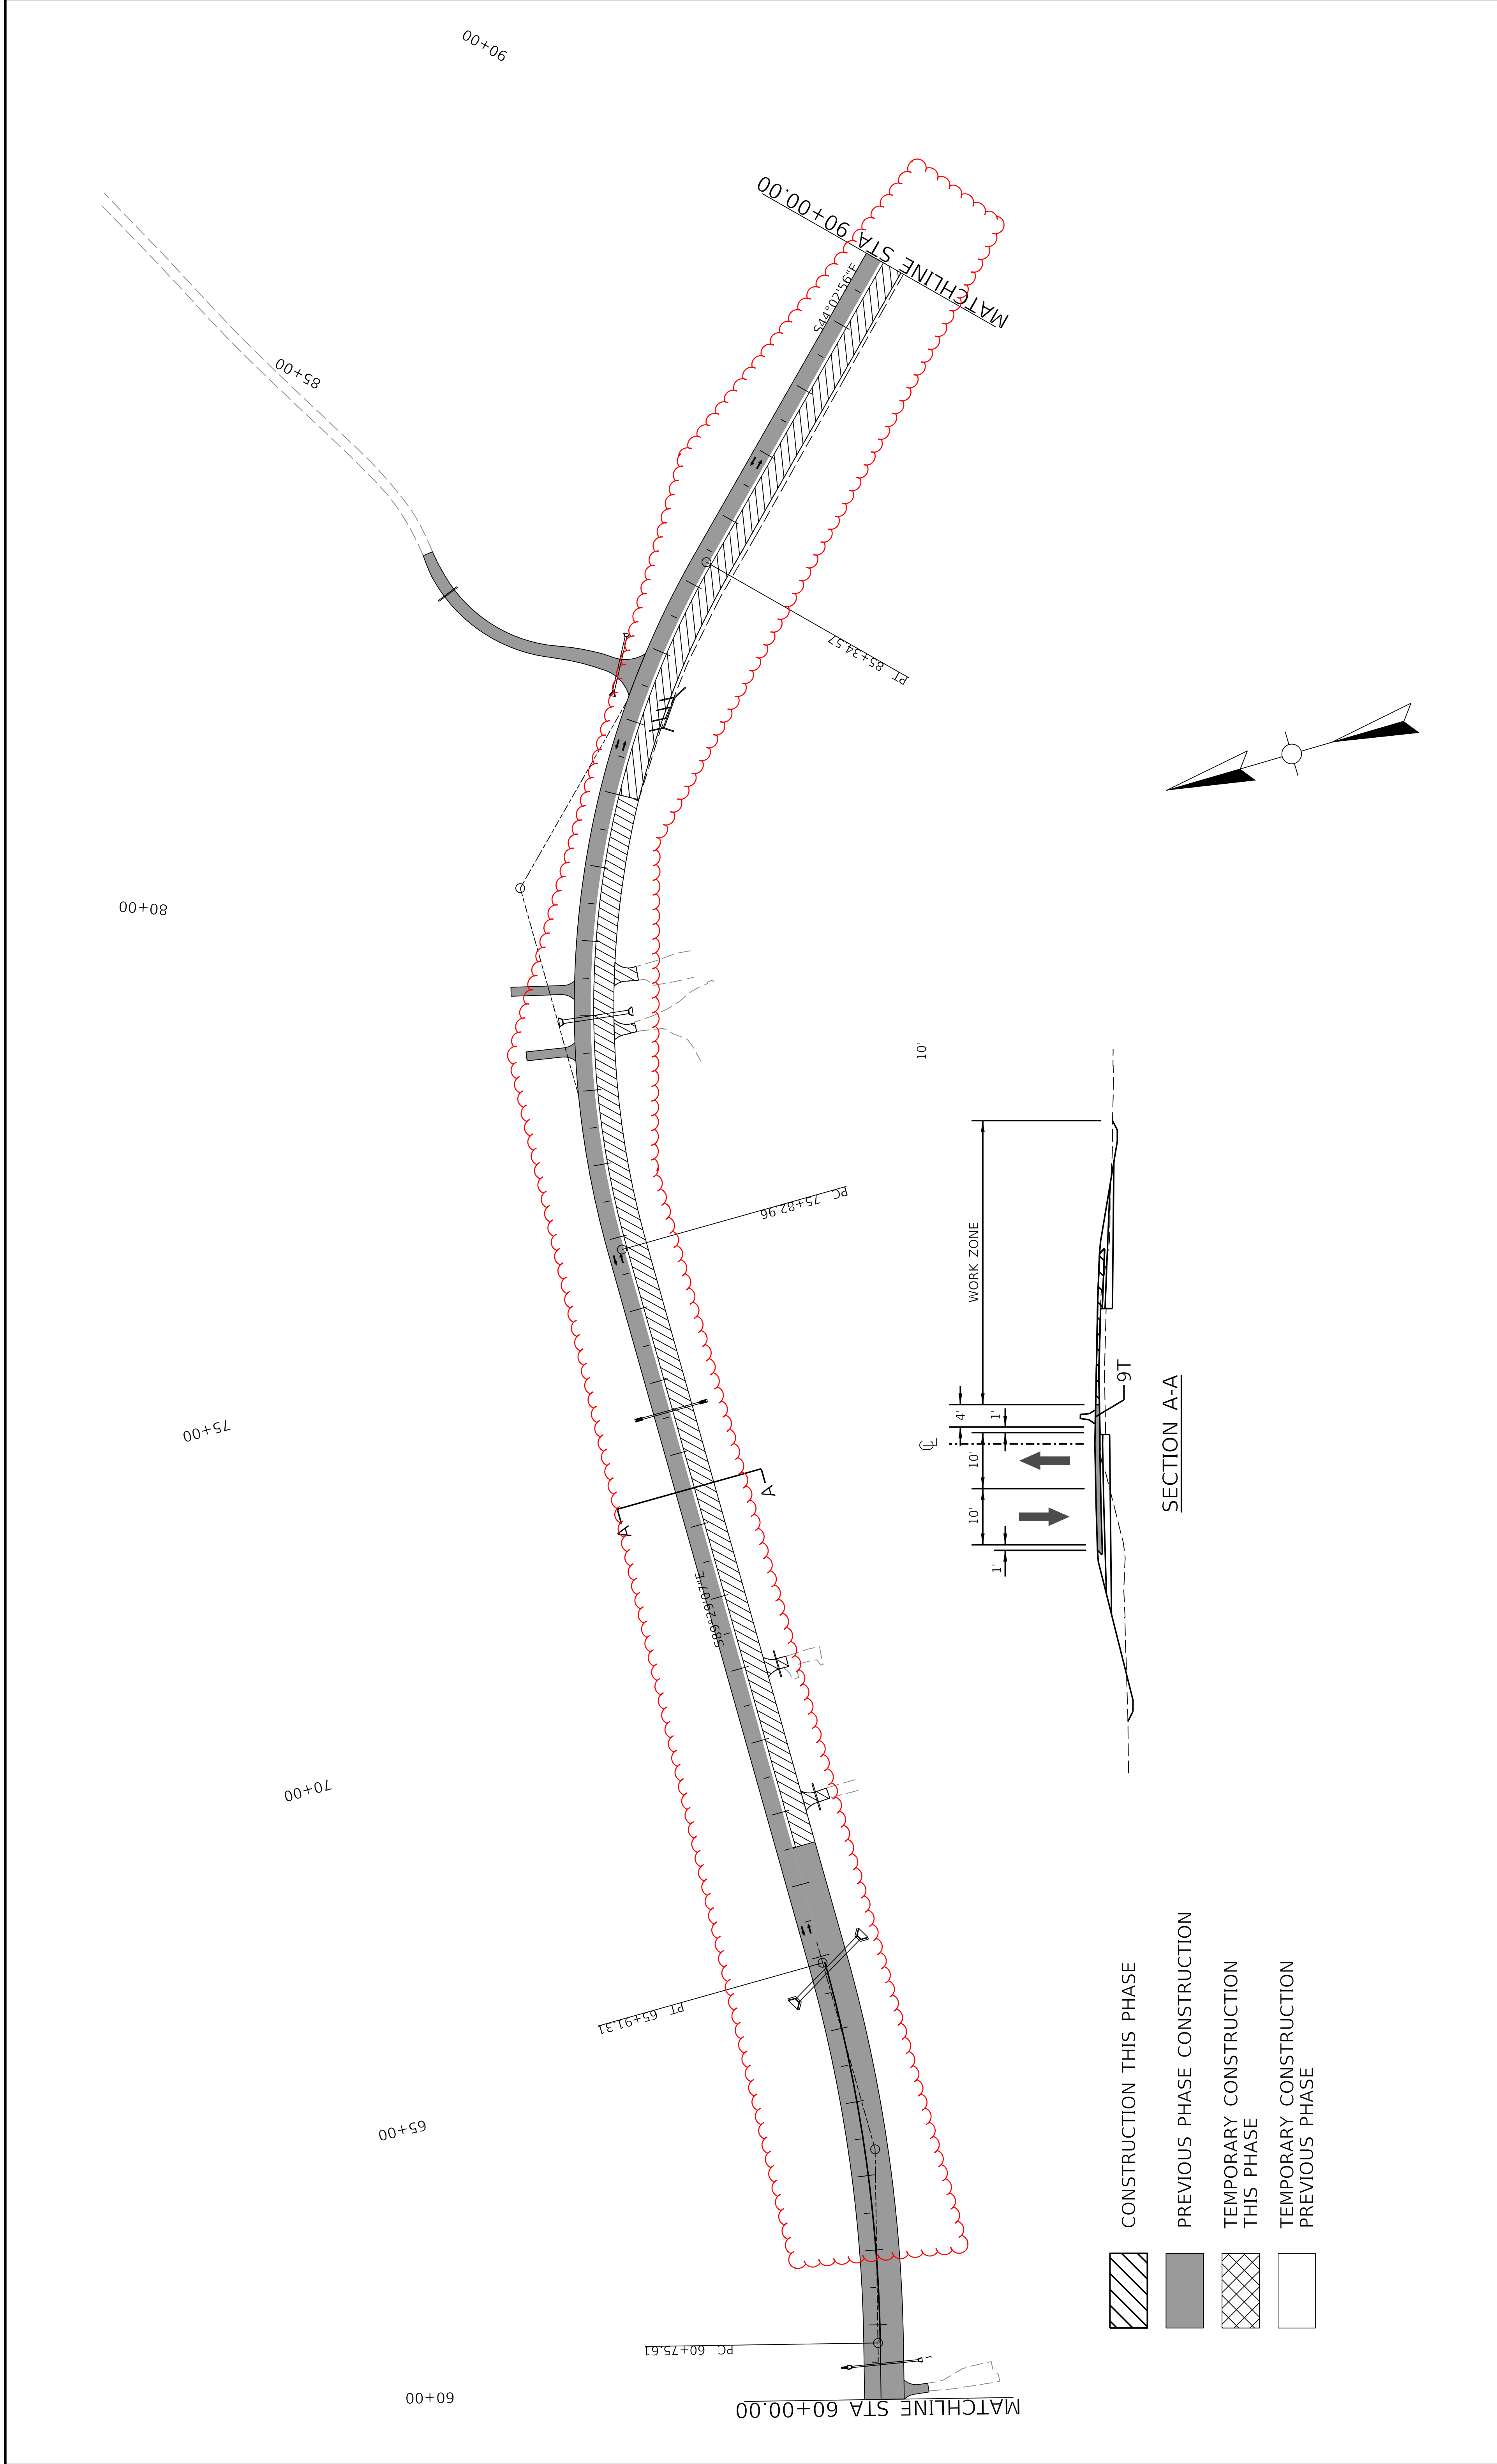 90+00
MATCHLINE STA 90+00.00
S44°02'56"E
85+00
PT 85+34.57
80+00
PC 75+82.96
75+00
A
A
S89°29'07"E
70+00
PT 65+91.31
65+00
PC 60+75.61
60+00
MATCHLINE STA 60+00.00
10'
WORK ZONE
4'
1'
10'
10'
1'
CL
9T
SECTION A-A
CONSTRUCTION THIS PHASE
PREVIOUS PHASE CONSTRUCTION
TEMPORARY CONSTRUCTION
THIS PHASE
TEMPORARY CONSTRUCTION
PREVIOUS PHASE